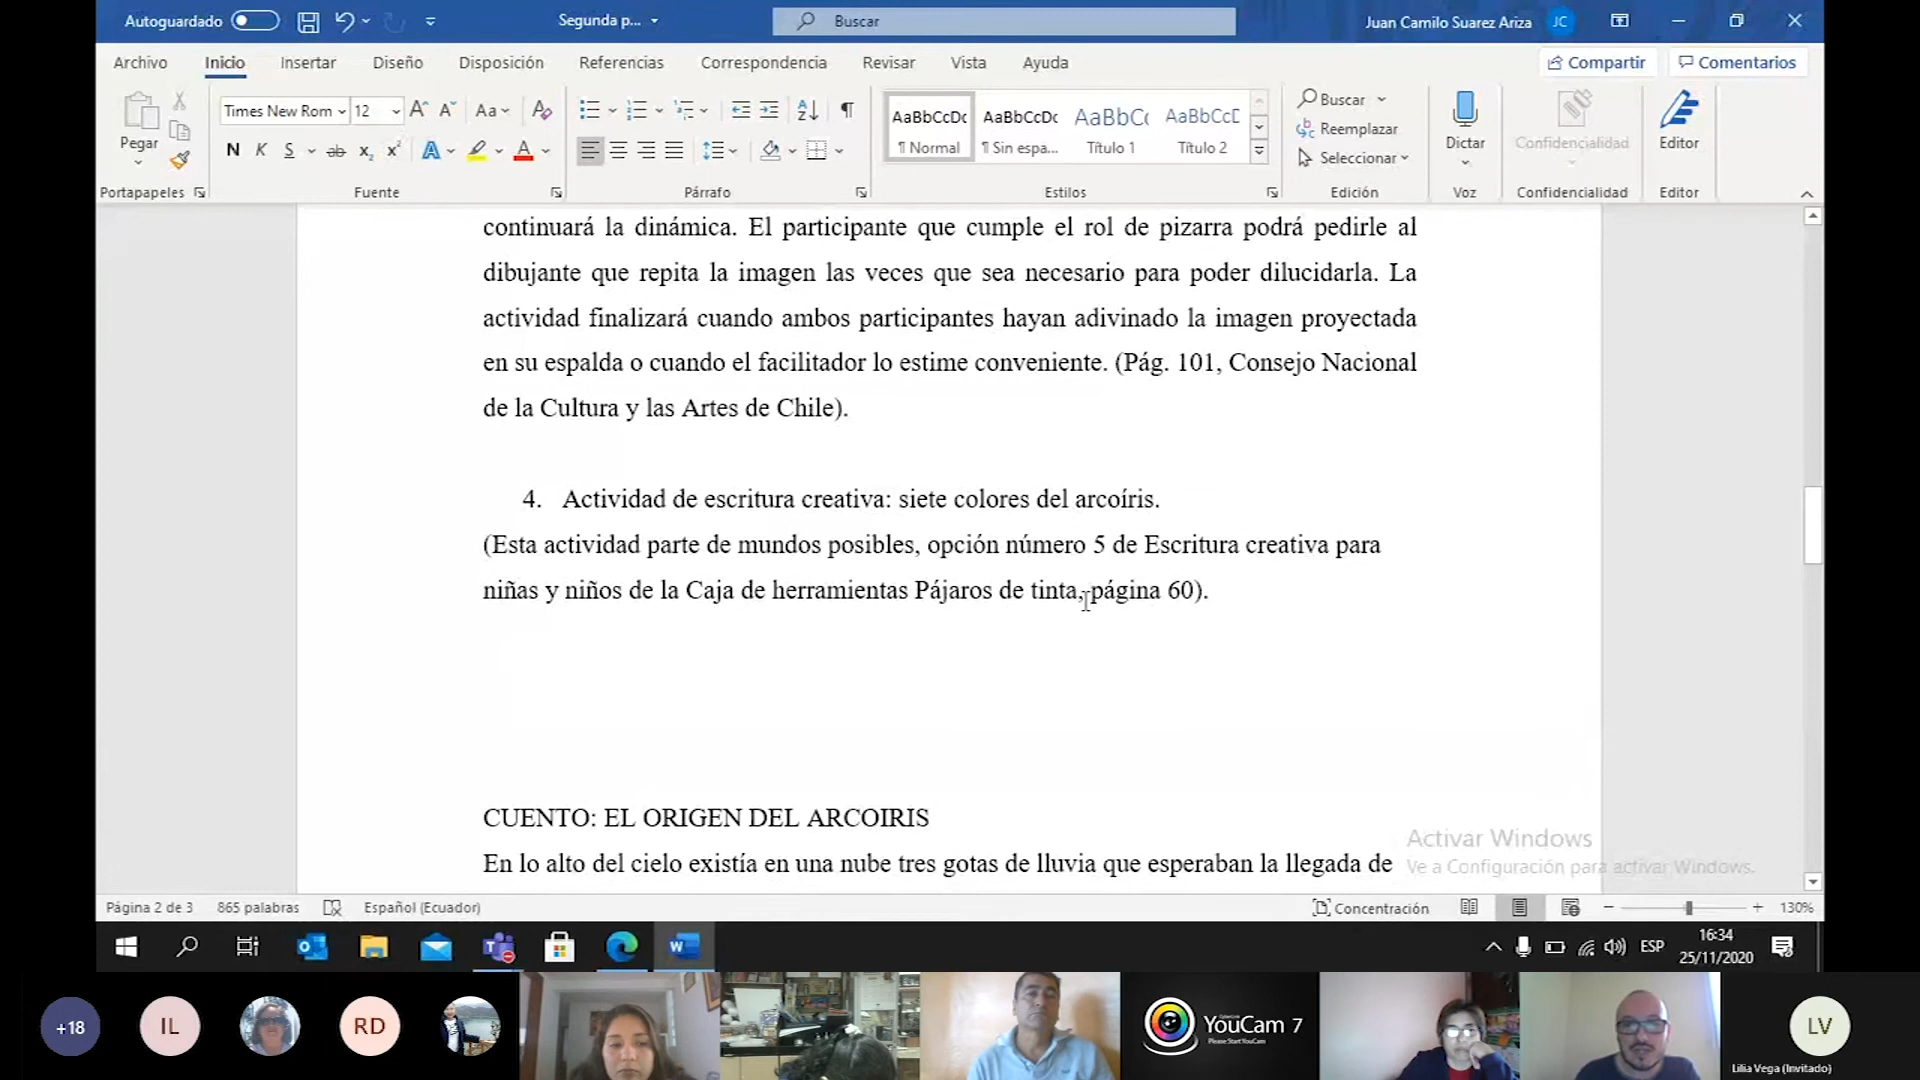 Autoguardado
Segunda p...
Buscar
Juan Camilo Suarez Ariza
JC
Archivo Inicio Insertar Diseño Disposición Referencias Correspondencia Revisar Vista Ayuda
Compartir Comentarios
Pegar
Times New Rom 12
Aa
N K S ab x₂ x² A A
AaBbCcDc AaBbCcDc AaBbC AaBbCcD
¶ Normal ¶ Sin espa... Título 1 Título 2
Buscar
Reemplazar
Seleccionar
Dictar
Confidencialidad
Editor
Portapapeles Fuente Párrafo Estilos Edición Voz Confidencialidad Editor
continuará la dinámica. El participante que cumple el rol de pizarra podrá pedirle al
dibujante que repita la imagen las veces que sea necesario para poder dilucidarla. La
actividad finalizará cuando ambos participantes hayan adivinado la imagen proyectada
en su espalda o cuando el facilitador lo estime conveniente. (Pág. 101, Consejo Nacional
de la Cultura y las Artes de Chile).
4. Actividad de escritura creativa: siete colores del arcoíris.
(Esta actividad parte de mundos posibles, opción número 5 de Escritura creativa para
niñas y niños de la Caja de herramientas Pájaros de tinta, página 60).
CUENTO: EL ORIGEN DEL ARCOIRIS
En lo alto del cielo existía en una nube tres gotas de lluvia que esperaban la llegada de
Activar Windows
Ve a Configuración para activar Windows.
Página 2 de 3 865 palabras Español (Ecuador)
Concentración
130%
ESP
16:34
25/11/2020
+18
IL
RD
YouCam 7
Please Start YouCam
LV
Lilia Vega (Invitado)